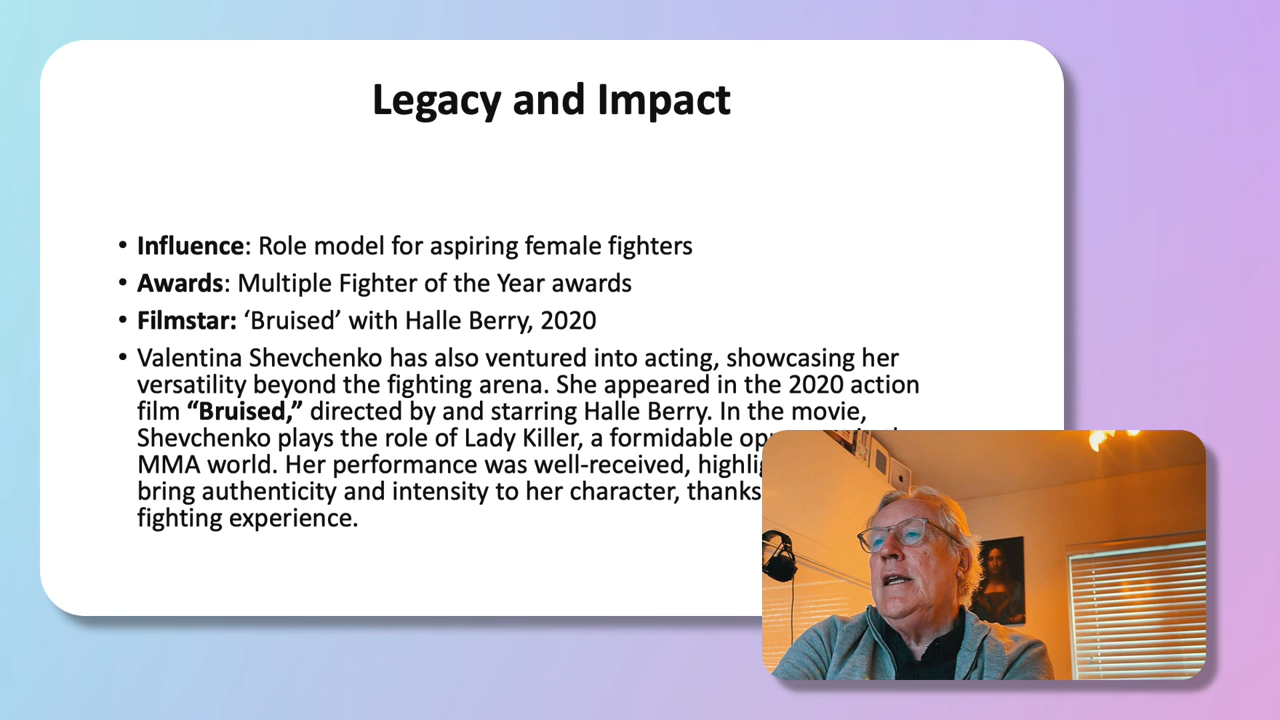 Legacy and Impact
• Influence: Role model for aspiring female fighters
• Awards: Multiple Fighter of the Year awards
• Filmstar: ‘Bruised’ with Halle Berry, 2020
• Valentina Shevchenko has also ventured into acting, showcasing her
versatility beyond the fighting arena. She appeared in the 2020 action
film “Bruised,” directed by and starring Halle Berry. In the movie,
Shevchenko plays the role of Lady Killer, a formidable
MMA world. Her performance was well-received,
bring authenticity and intensity to her character, thanks
fighting experience.